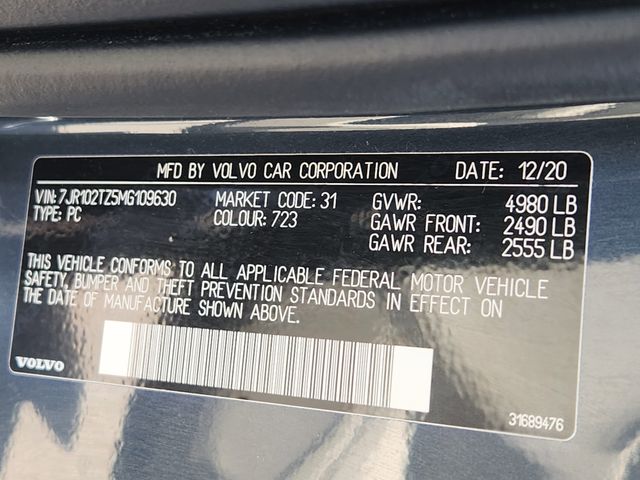 MFD BY VOLVO CAR CORPORATION DATE: 12/20
VIN: 7JR102TZ5MG109630 MARKET CODE: 31 GVWR: 4980 LB
TYPE: PC COLOUR: 723 GAWR FRONT: 2490 LB
GAWR REAR: 2555 LB
THIS VEHICLE CONFORMS TO ALL APPLICABLE FEDERAL MOTOR VEHICLE
SAFETY, BUMPER AND THEFT PREVENTION STANDARDS IN EFFECT ON
THE DATE OF MANUFACTURE SHOWN ABOVE.
VOLVO 31689476